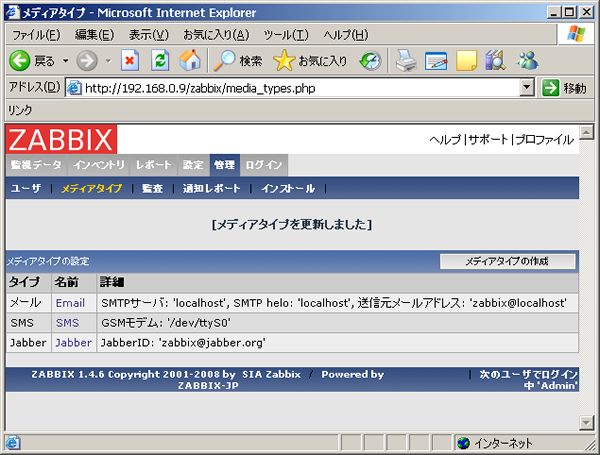 メディアタイプ - Microsoft Internet Explorer
ファイル(F) 編集(E) 表示(V) お気に入り(A) ツール(T) ヘルプ(H)
戻る 検索 お気に入り
アドレス(D) http://192.168.0.9/zabbix/media_types.php 移動
リンク
ZABBIX ヘルプ|サポート|プロファイル
監視データ インベントリ レポート 設定 管理 ログイン
ユーザ | メディアタイプ | 監査 | 通知レポート | インストール |
[メディアタイプを更新しました]
メディアタイプの設定 メディアタイプの作成
タイプ 名前 詳細
メール Email SMTPサーバ: 'localhost', SMTP helo: 'localhost', 送信元メールアドレス: 'zabbix@localhost'
SMS SMS GSMモデム: '/dev/ttyS0'
Jabber Jabber JabberID: 'zabbix@jabber.org'
ZABBIX 1.4.6 Copyright 2001-2008 by SIA Zabbix / Powered by | 次のユーザでログイン
ZABBIX-JP 中 'Admin'
インターネット